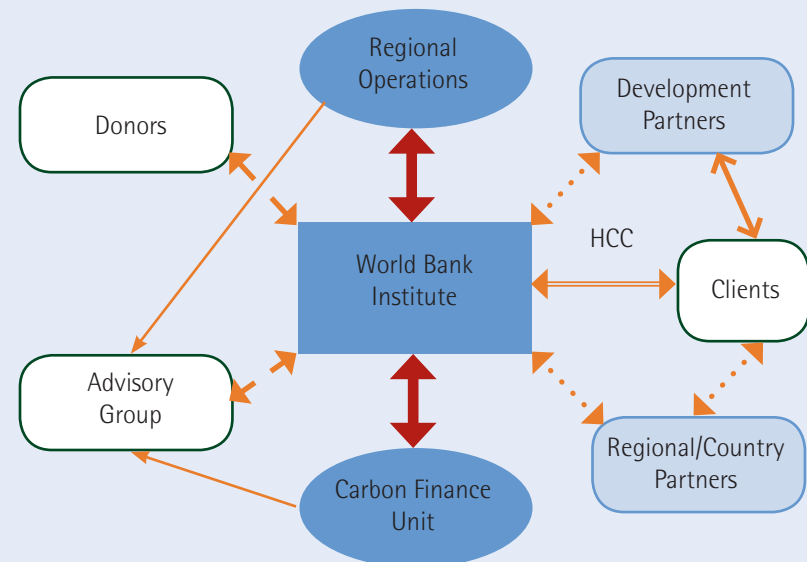 Regional
Operations
Donors
Development
Partners
World Bank
Institute
HCC
Clients
Advisory
Group
Carbon Finance
Unit
Regional/Country
Partners